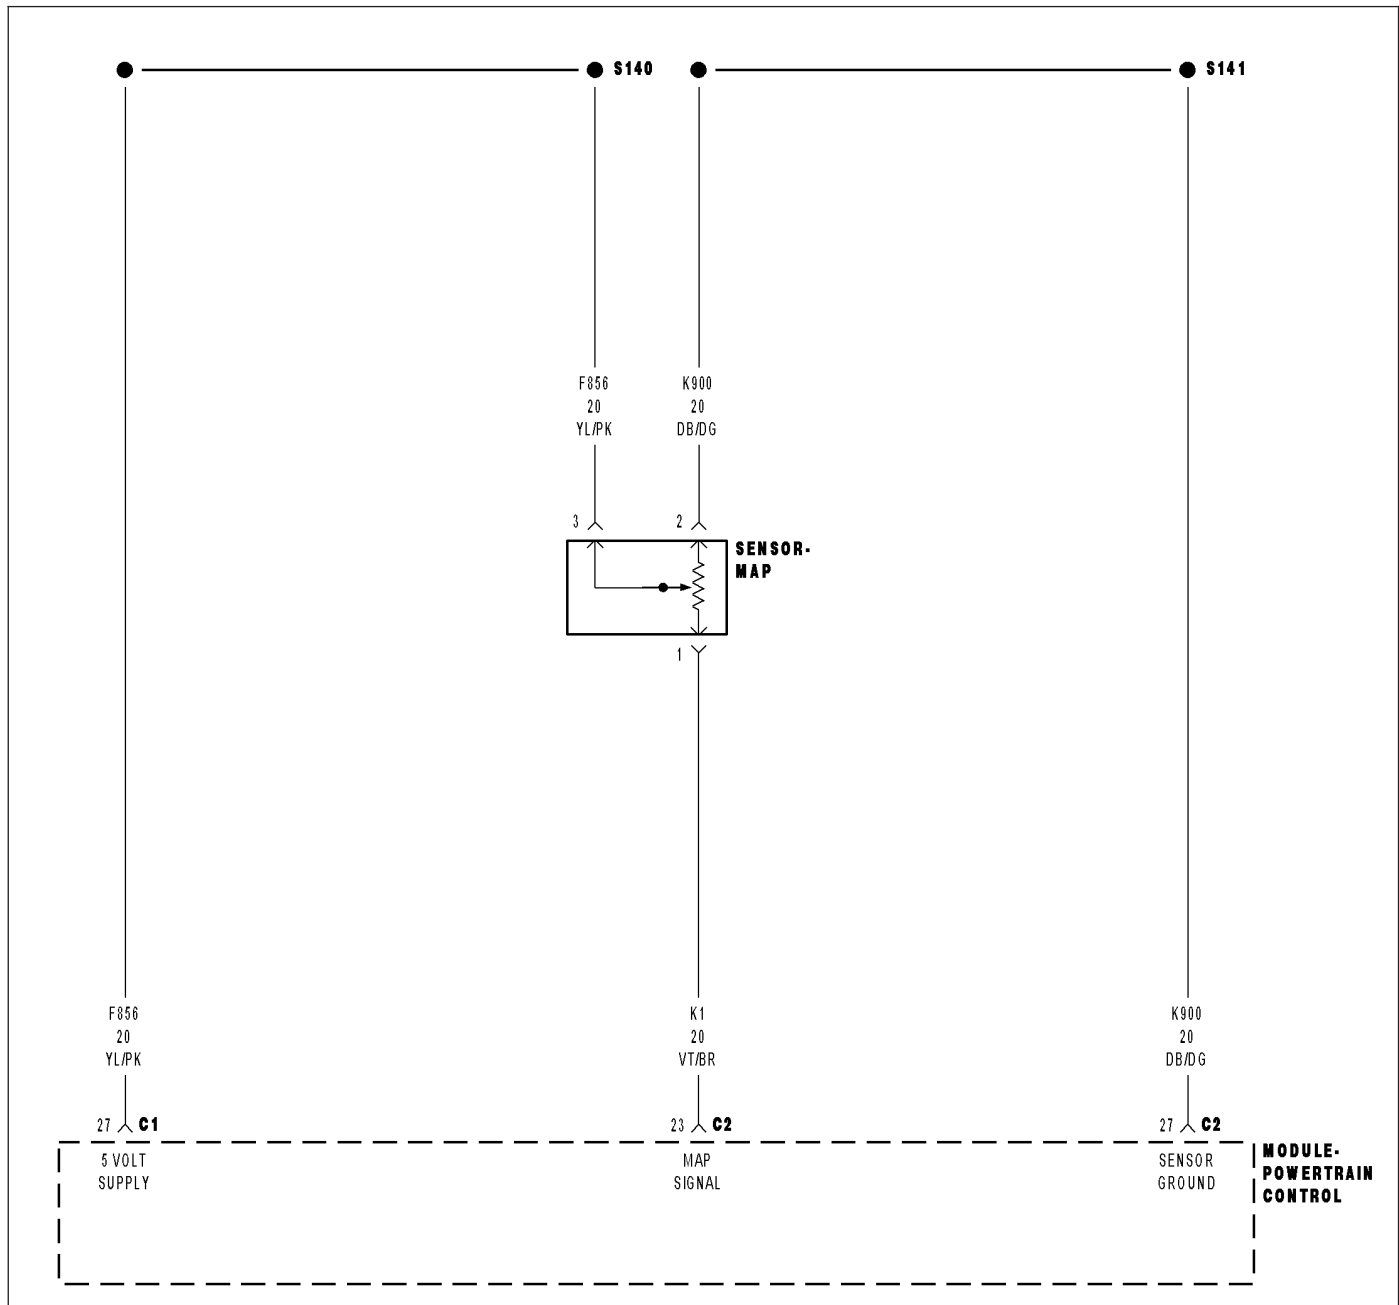 S140
S141
F856
20
YL/PK
K900
20
DB/DG
3
2
SENSOR-
MAP
1
F856
20
YL/PK
K1
20
VT/BR
K900
20
DB/DG
27 C1
23 C2
27 C2
5 VOLT
SUPPLY
MAP
SIGNAL
SENSOR
GROUND
MODULE-
POWERTRAIN
CONTROL